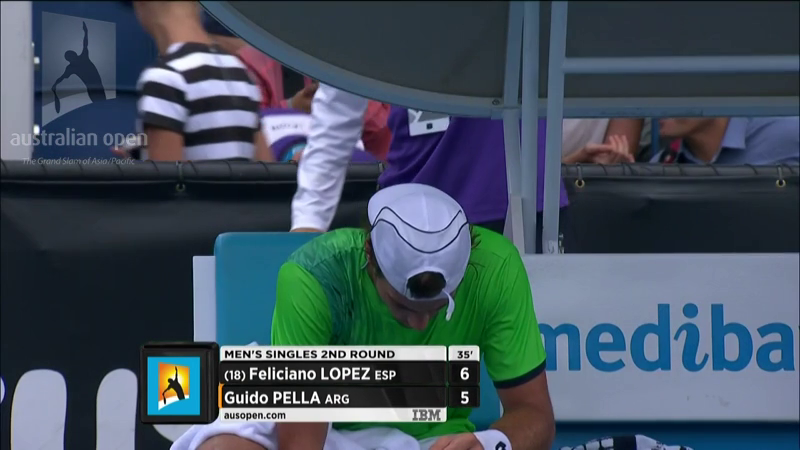 australian open
The Grand Slam of Asia/Pacific
mediba
MEN'S SINGLES 2ND ROUND 35'
(18) Feliciano LOPEZ ESP 6
Guido PELLA ARG 5
ausopen.com IBM